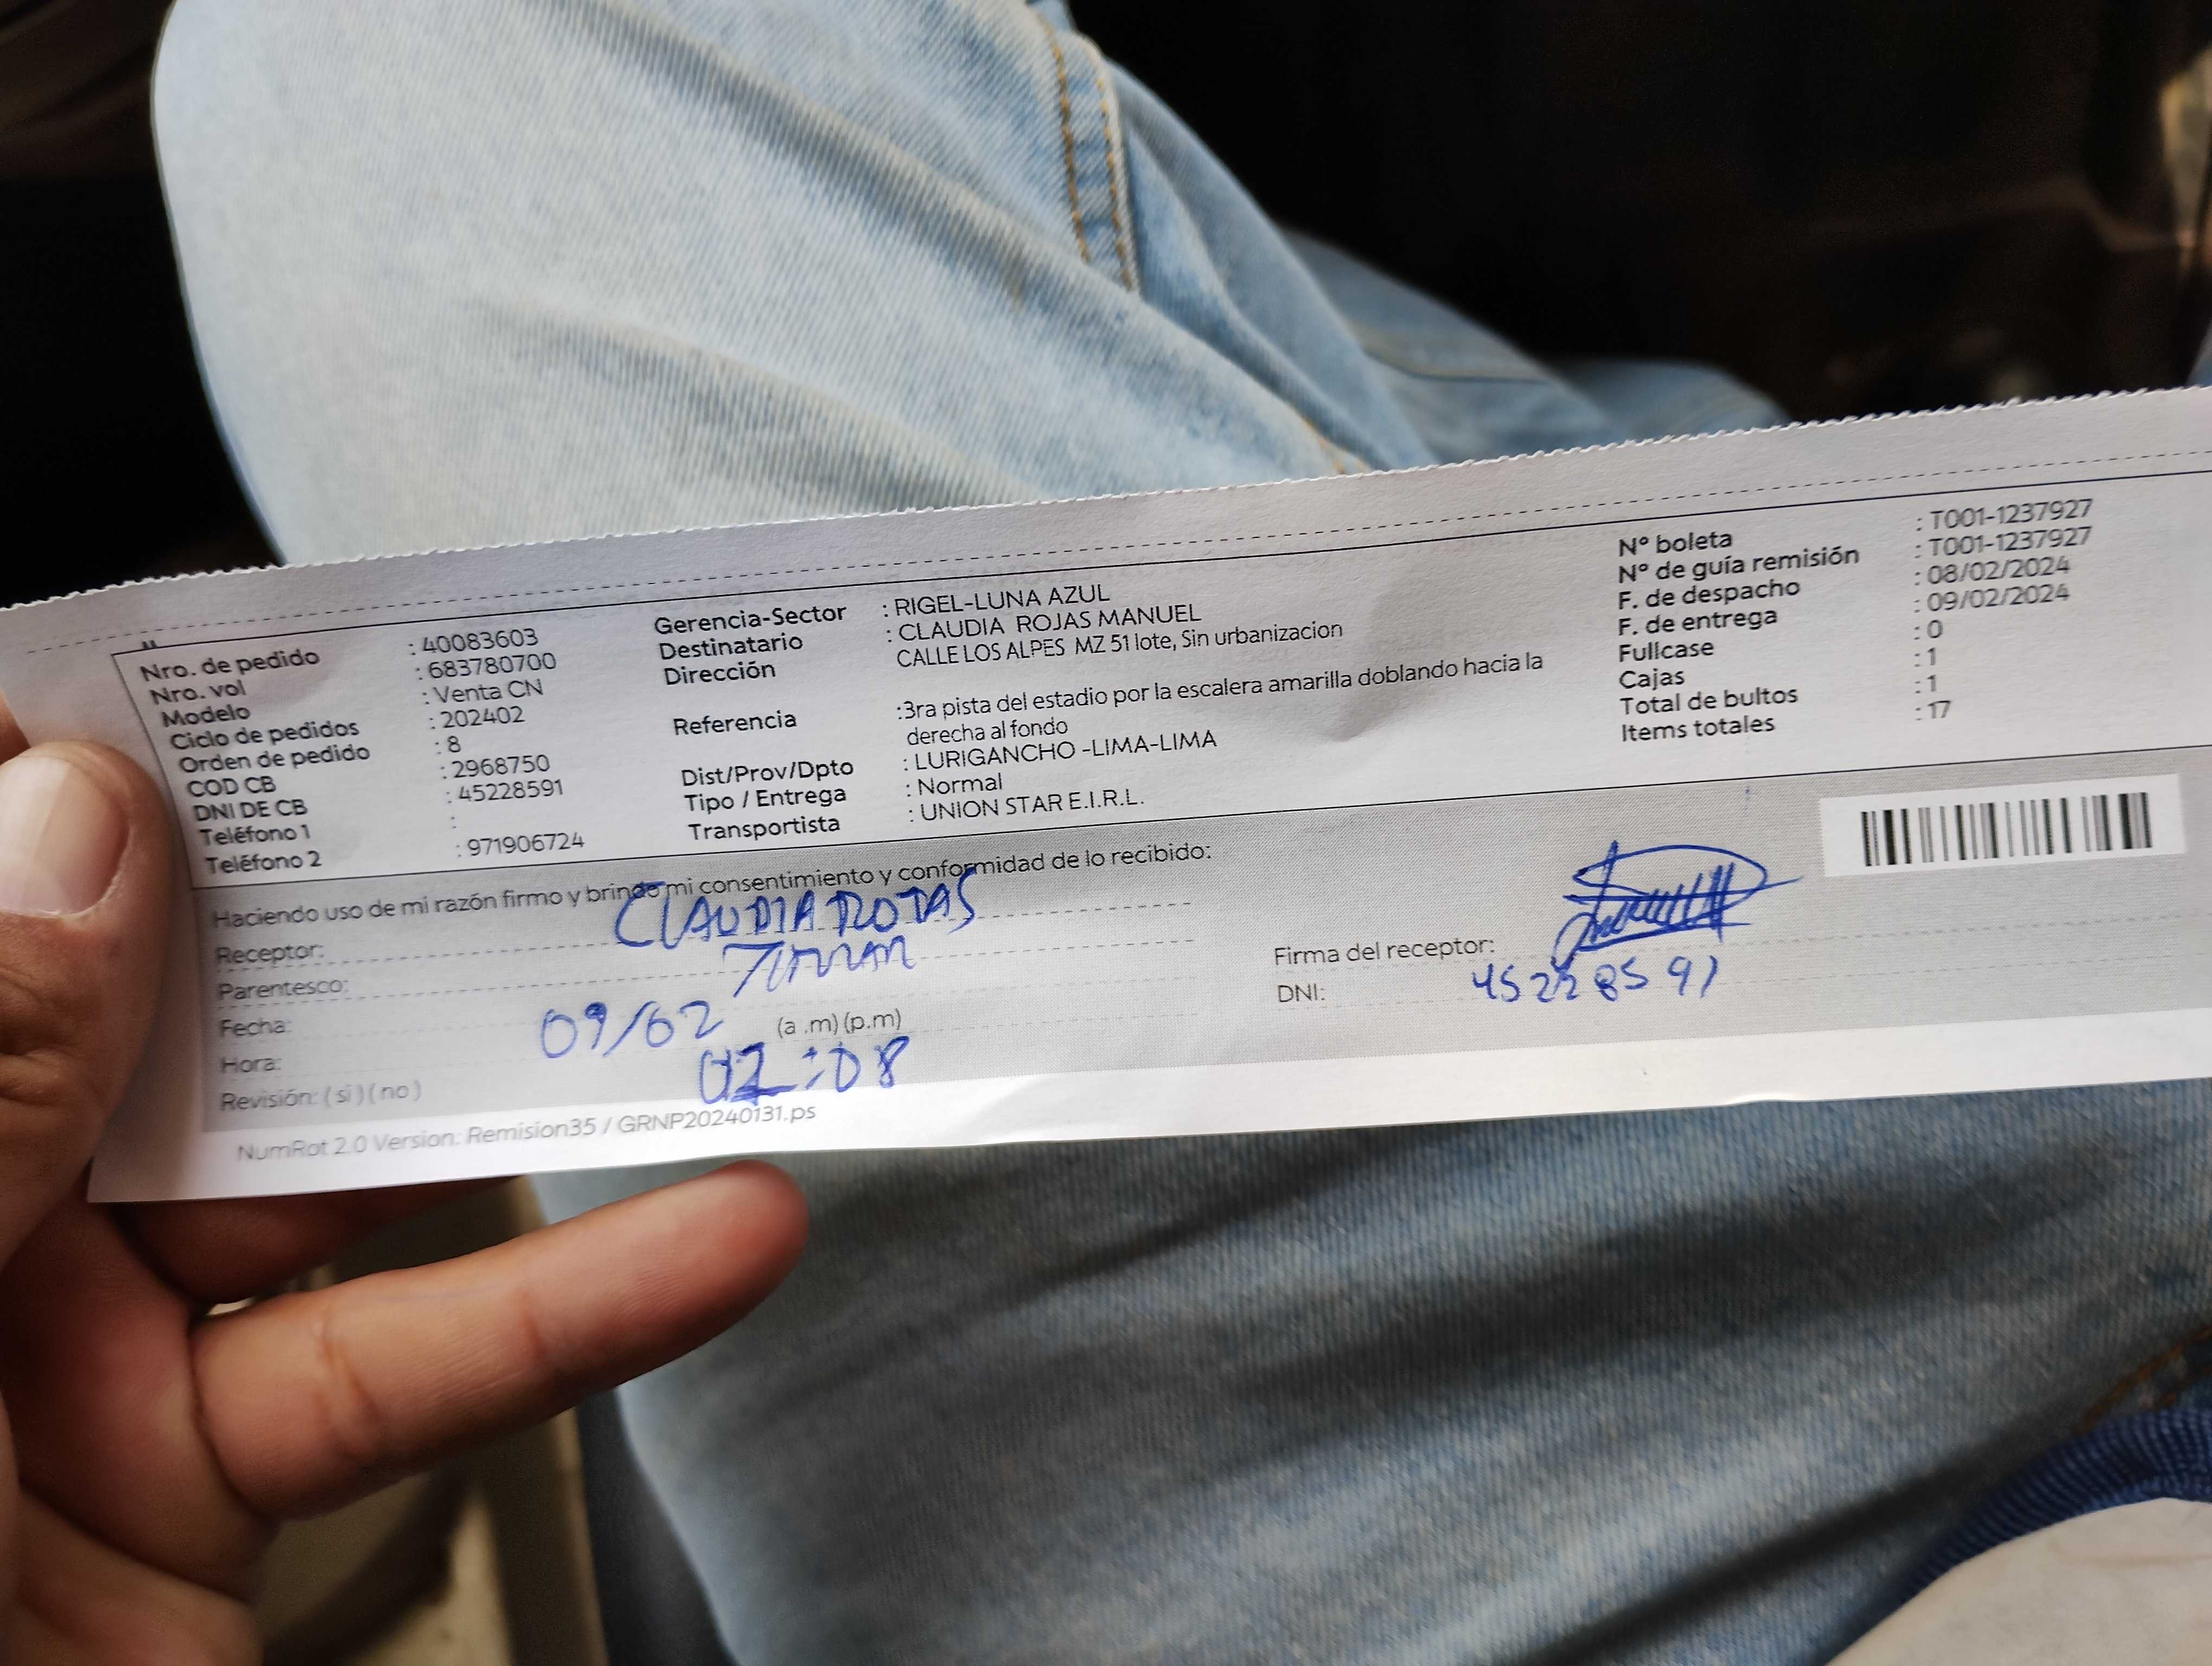 Nro. de pedido : 40083603
Nro. vol : 683780700
Modelo : Venta CN
Ciclo de pedidos : 202402
Orden de pedido : 8
COD CB : 2968750
DNI DE CB : 45228591
Teléfono 1 :
Teléfono 2 : 971906724
Gerencia-Sector : RIGEL-LUNA AZUL
Destinatario : CLAUDIA ROJAS MANUEL
Dirección CALLE LOS ALPES MZ 51 lote, Sin urbanizacion
Referencia :3ra pista del estadio por la escalera amarilla doblando hacia la
derecha al fondo
Dist/Prov/Dpto : LURIGANCHO -LIMA-LIMA
Tipo / Entrega : Normal
Transportista : UNION STAR E.I.R.L.
N° boleta : T001-1237927
N° de guía remisión : T001-1237927
F. de despacho : 08/02/2024
F. de entrega : 09/02/2024
Fullcase : 0
Cajas : 1
Total de bultos : 1
Items totales : 17
Haciendo uso de mi razón firmo y brindo mi consentimiento y conformidad de lo recibido:
Receptor: CLAUDIA ROJAS
Parentesco:
Fecha: 09/02
Hora: (a .m) (p.m) 02:08
Revisión: ( si ) ( no )
Firma del receptor:
DNI: 45228591
NumRot 2.0 Version: Remision35 / GRNP20240131.ps